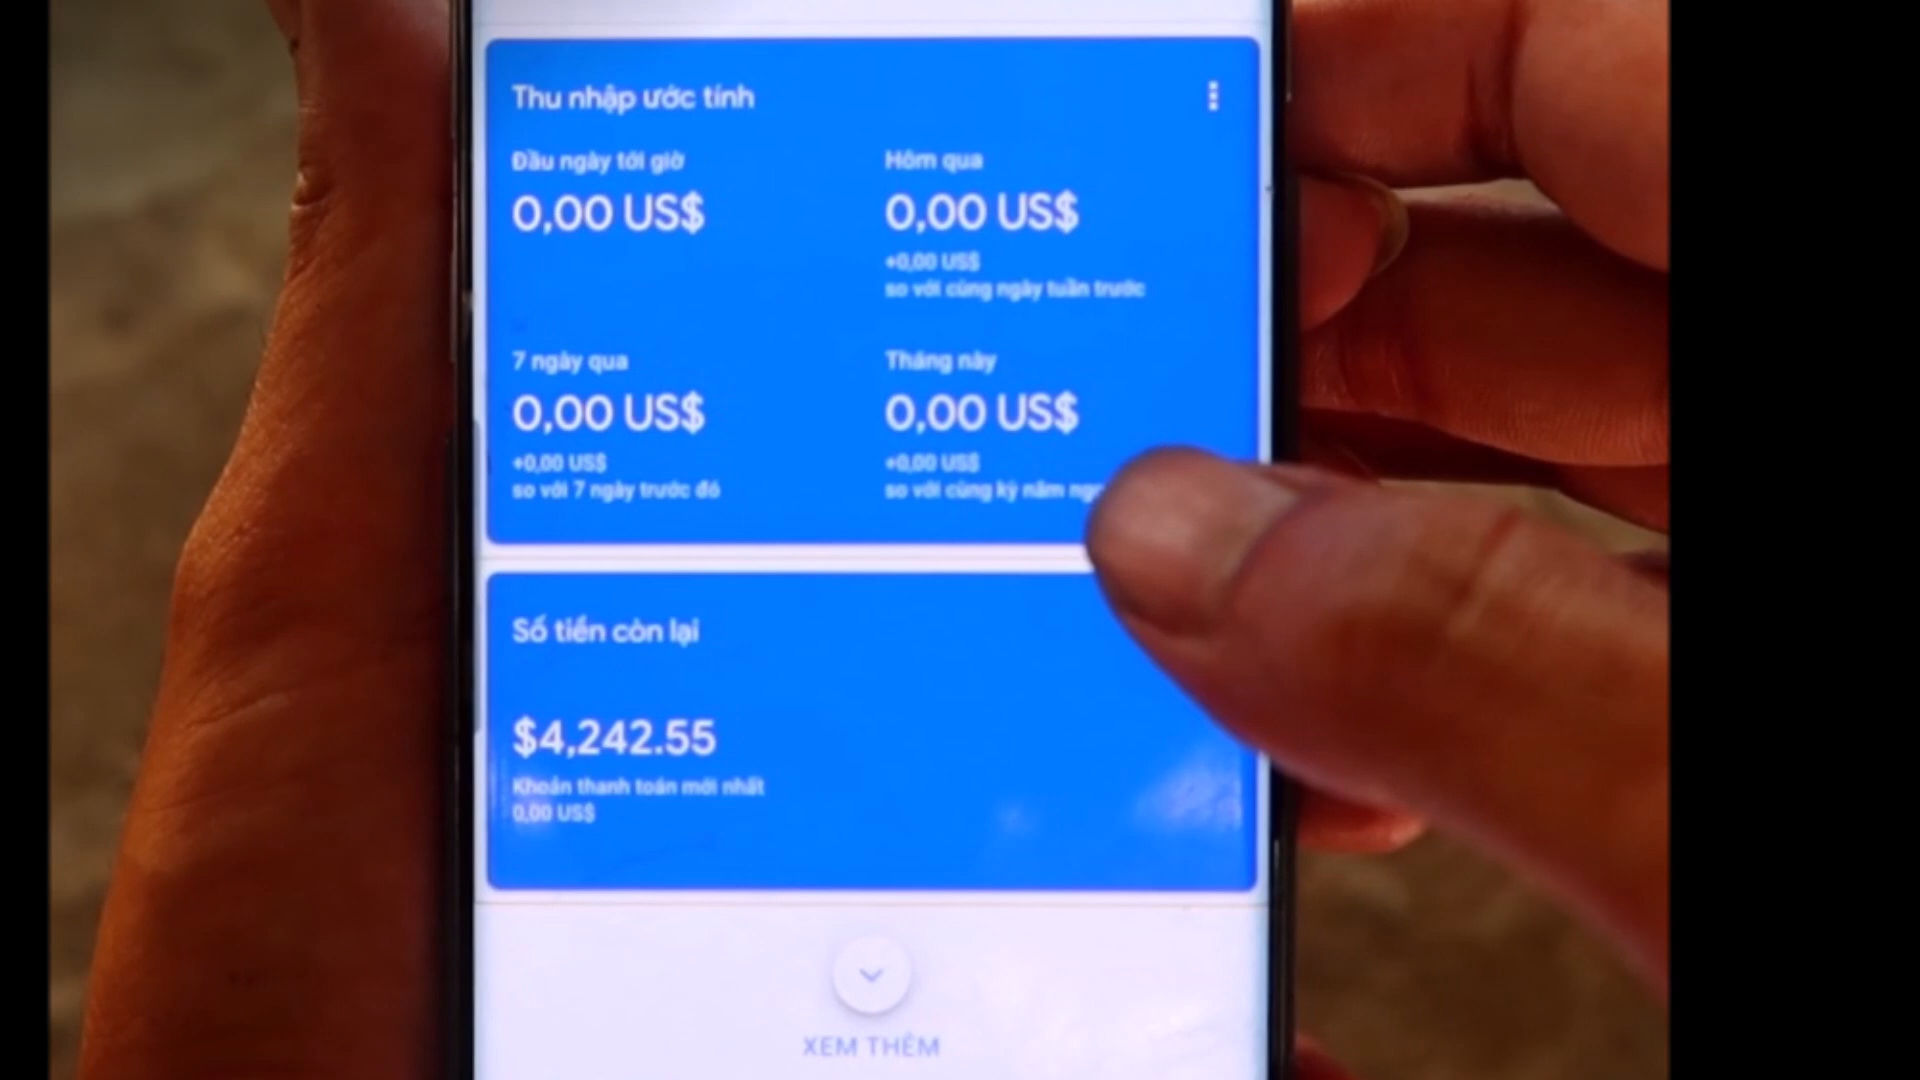 Thu nhập ước tính
Đầu ngày tới giờ
0,00 US$
Hôm qua
0,00 US$
+0,00 US$
so với cùng ngày tuần trước
7 ngày qua
0,00 US$
+0,00 US$
so với 7 ngày trước đó
Tháng này
0,00 US$
+0,00 US$
so với cùng kỳ năm
Số tiền còn lại
$4,242.55
Khoản thanh toán mới nhất
0,00 US$
XEM THÊM